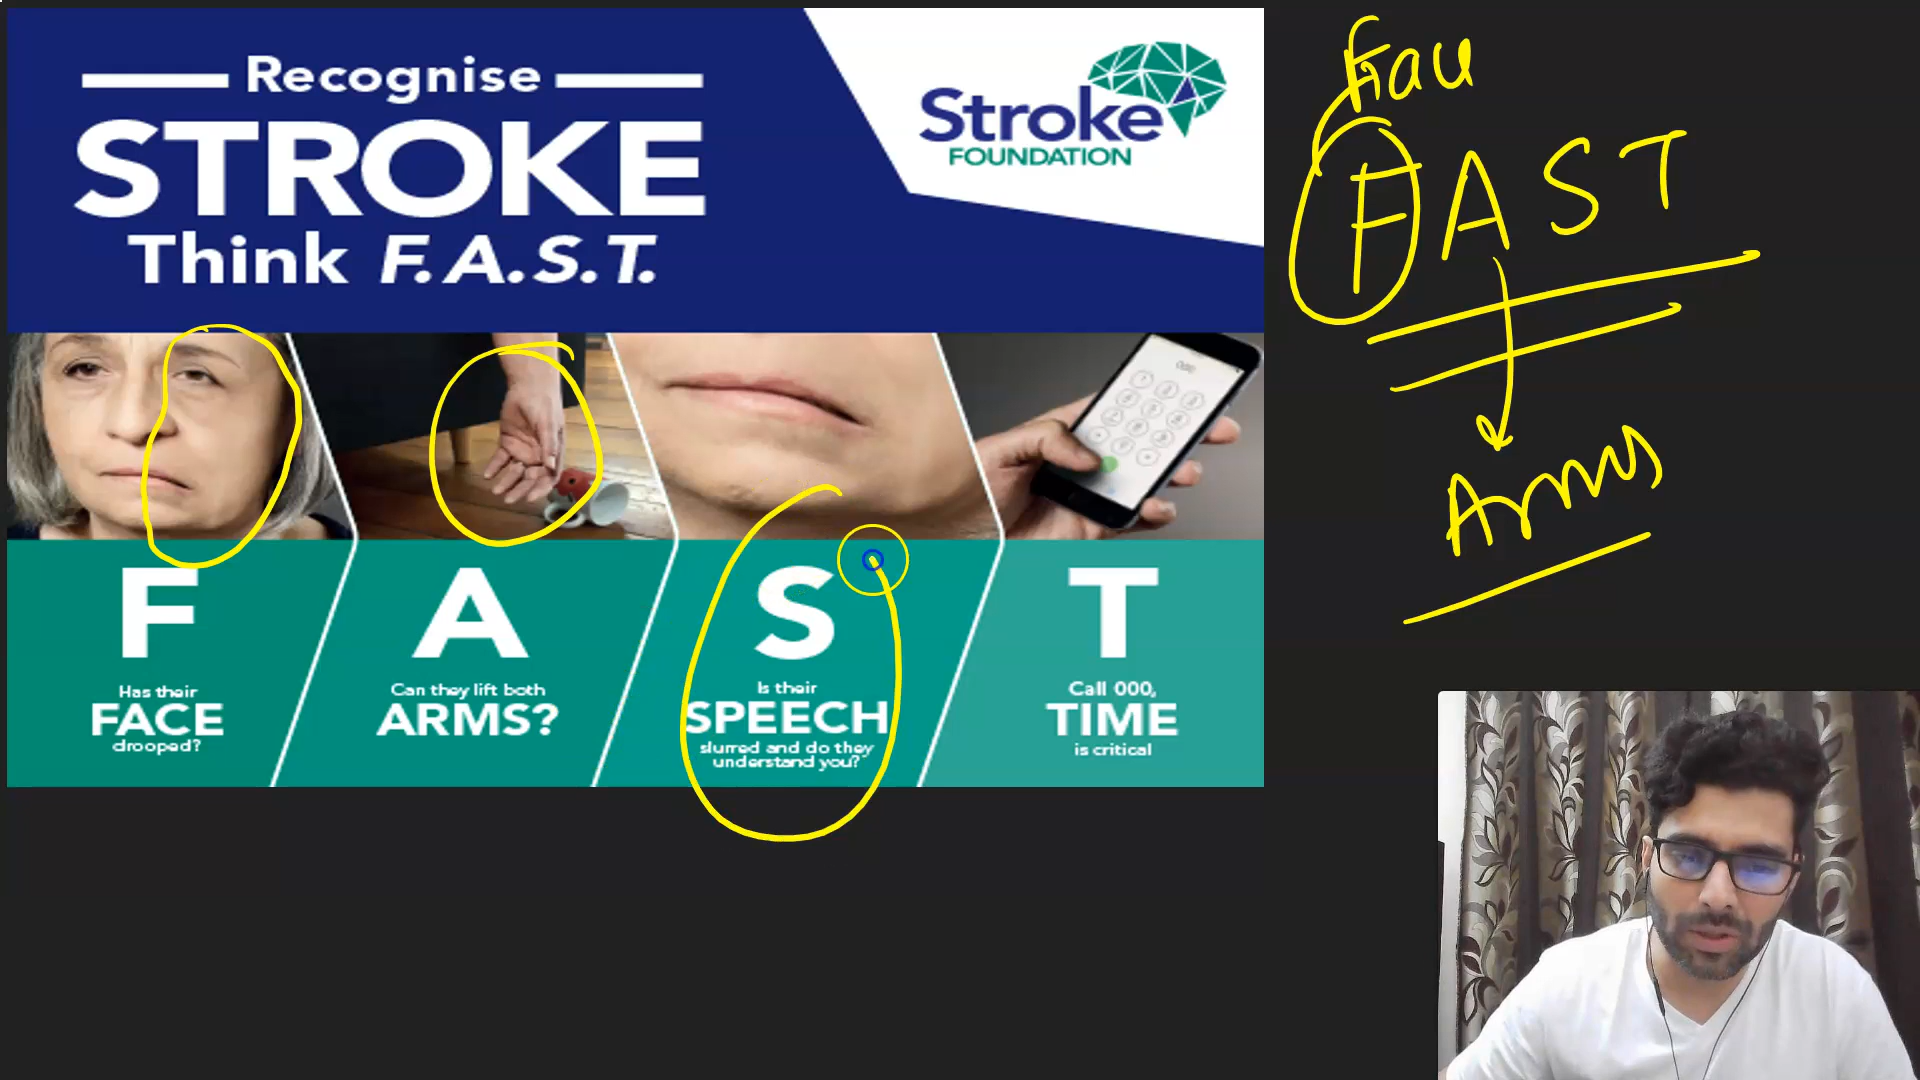 Recognise
STROKE
Think F.A.S.T.
Stroke
FOUNDATION
F
Has their
FACE
drooped?
A
Can they lift both
ARMS?
S
Is their
SPEECH
slurred and do they
understand you?
T
Call 000,
TIME
is critical
Face
FAST
Arms